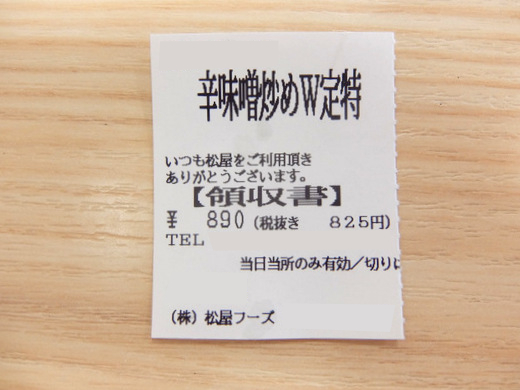 辛味噌炒めW定特
いつも松屋をご利用頂き
ありがとうございます。
【領収書】
¥ 890(税抜き 825円)
TEL
当日当所のみ有効／切り
(株)松屋フーズ